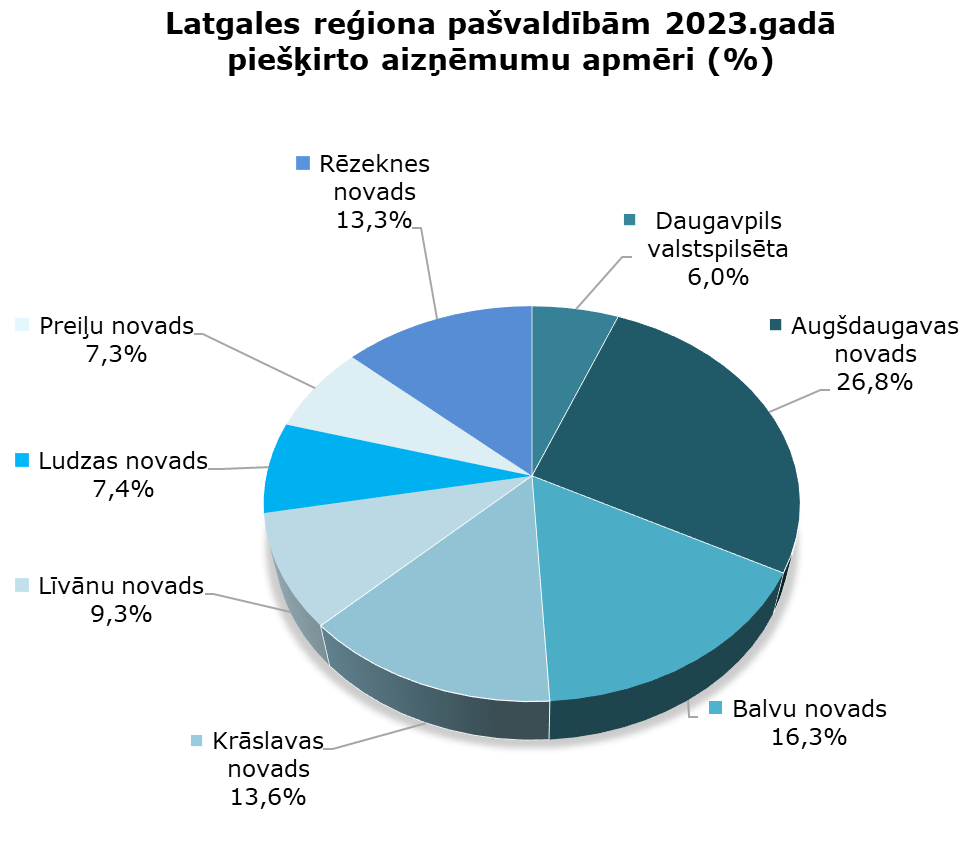 Latgales reģiona pašvaldībām 2023.gadā
piešķirto aizņēmumu apmēri (%)
Rēzeknes
novads
13,3%
Daugavpils
valstspilsēta
6,0%
Preiļu novads
7,3%
Augšdaugavas
novads
26,8%
Ludzas novads
7,4%
Līvānu novads
9,3%
Balvu novads
16,3%
Krāslavas
novads
13,6%